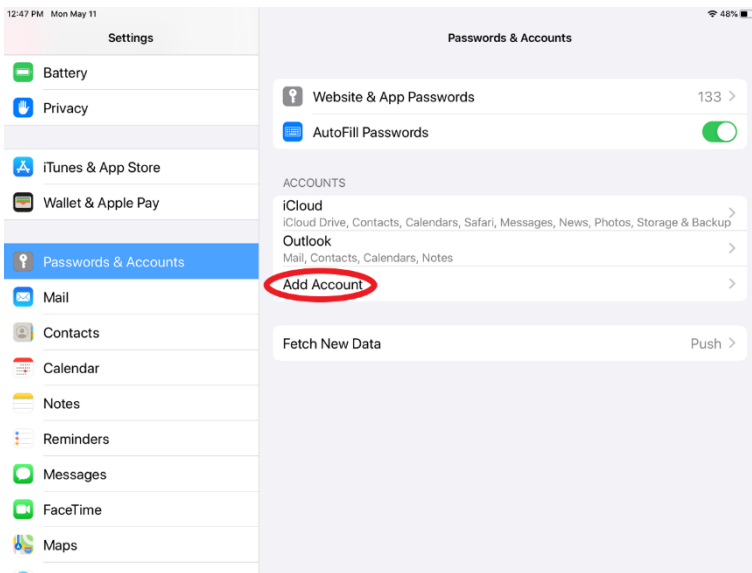 12:47 PM Mon May 11
48%
Settings
Battery
Privacy
iTunes & App Store
Wallet & Apple Pay
Passwords & Accounts
Mail
Contacts
Calendar
Notes
Reminders
Messages
FaceTime
Maps
Passwords & Accounts
Website & App Passwords 133
AutoFill Passwords
ACCOUNTS
iCloud
iCloud Drive, Contacts, Calendars, Safari, Messages, News, Photos, Storage & Backup
Outlook
Mail, Contacts, Calendars, Notes
Add Account
Fetch New Data Push